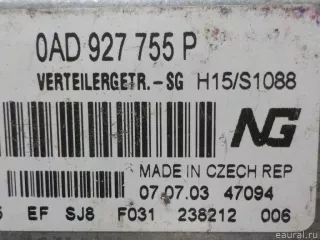 0AD 927 755 P
VERTEILERGETR.-SG H15/S1088
NG
MADE IN CZECH REP
07.07.03 47094
EF SJ8 F031 238212 006
eaural.ru